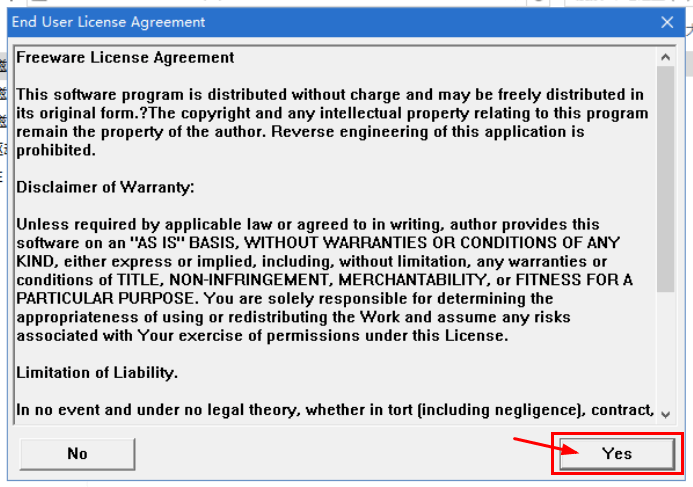 End User License Agreement
Freeware License Agreement
This software program is distributed without charge and may be freely distributed in
its original form.?The copyright and any intellectual property relating to this program
remain the property of the author. Reverse engineering of this application is
prohibited.
Disclaimer of Warranty:
Unless required by applicable law or agreed to in writing, author provides this
software on an "AS IS" BASIS, WITHOUT WARRANTIES OR CONDITIONS OF ANY
KIND, either express or implied, including, without limitation, any warranties or
conditions of TITLE, NON-INFRINGEMENT, MERCHANTABILITY, or FITNESS FOR A
PARTICULAR PURPOSE. You are solely responsible for determining the
appropriateness of using or redistributing the Work and assume any risks
associated with Your exercise of permissions under this License.
Limitation of Liability.
In no event and under no legal theory, whether in tort (including negligence), contract,
No
Yes